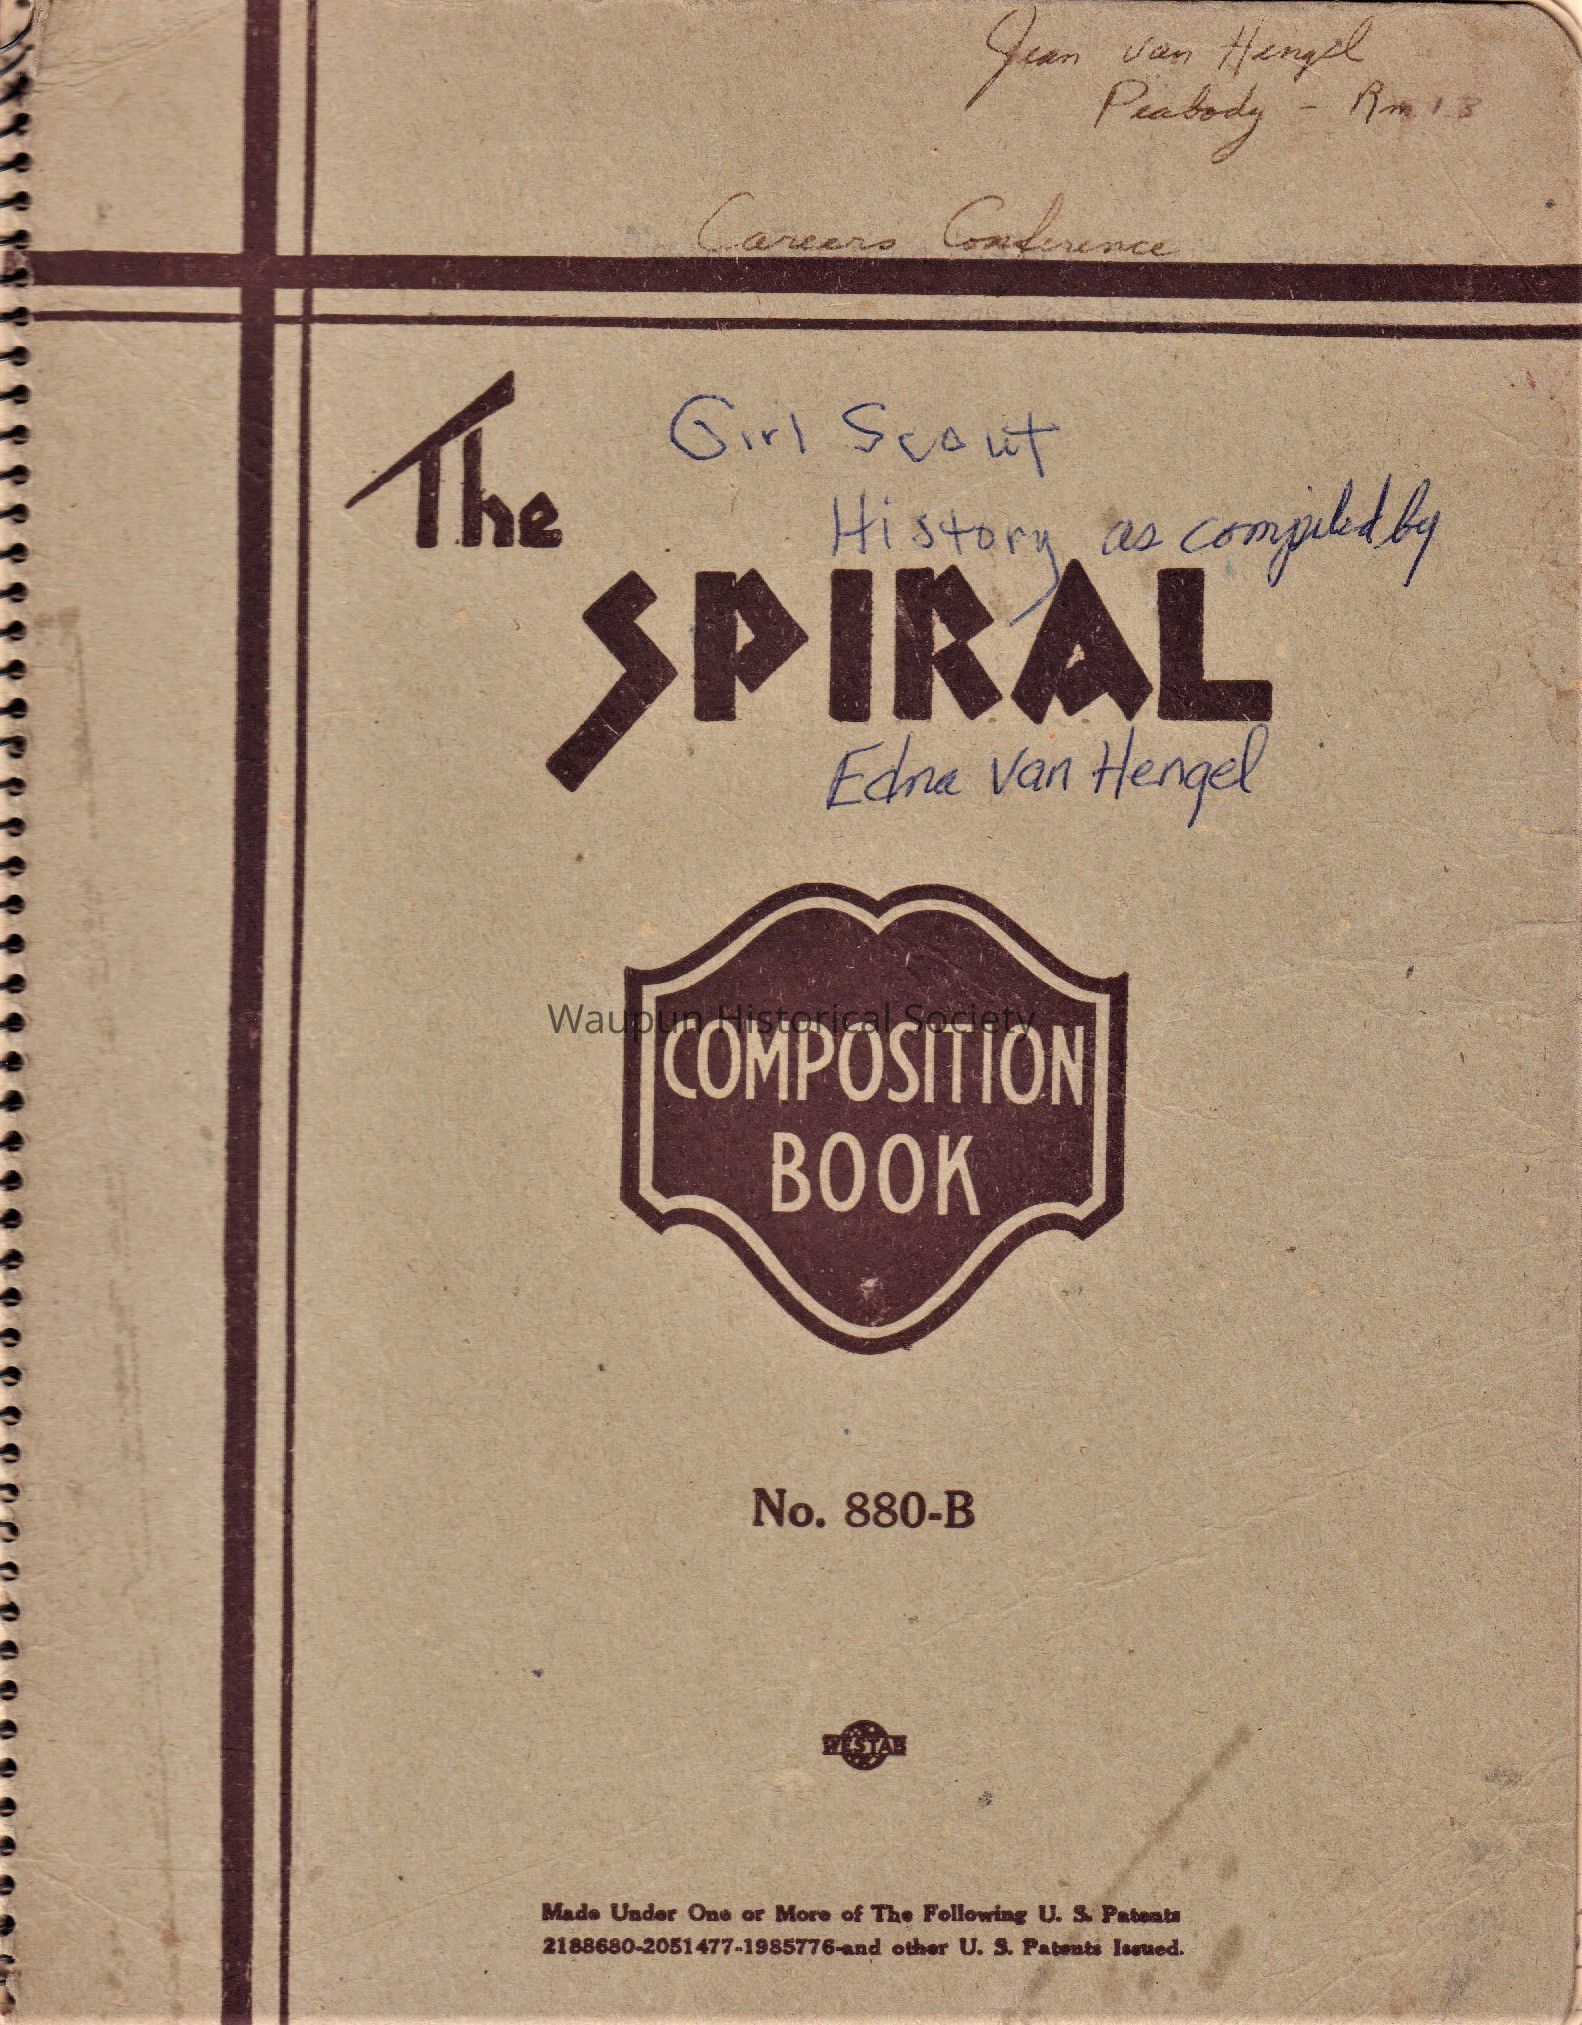 Jean van Hengel
Peabody - Rm 13
Careers Conference
The
Girl Scout
History as compiled by
SPIRAL
Edna Van Hengel
Waupun Historical Society
COMPOSITION
BOOK
No. 880-B
WESTAB
Made Under One or More of The Following U. S. Patents
2188680-2051477-1985776-and other U. S. Patents Issued.